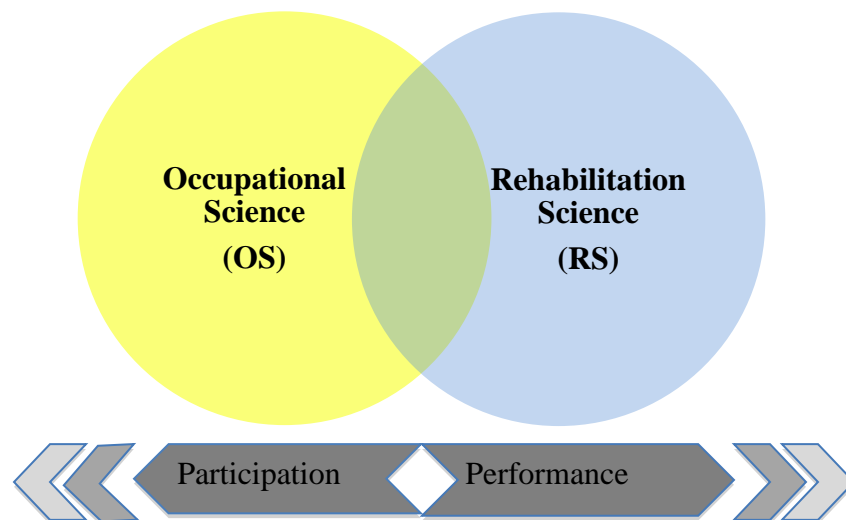 Occupational
Science
(OS)
Rehabilitation
Science
(RS)
Participation
Performance